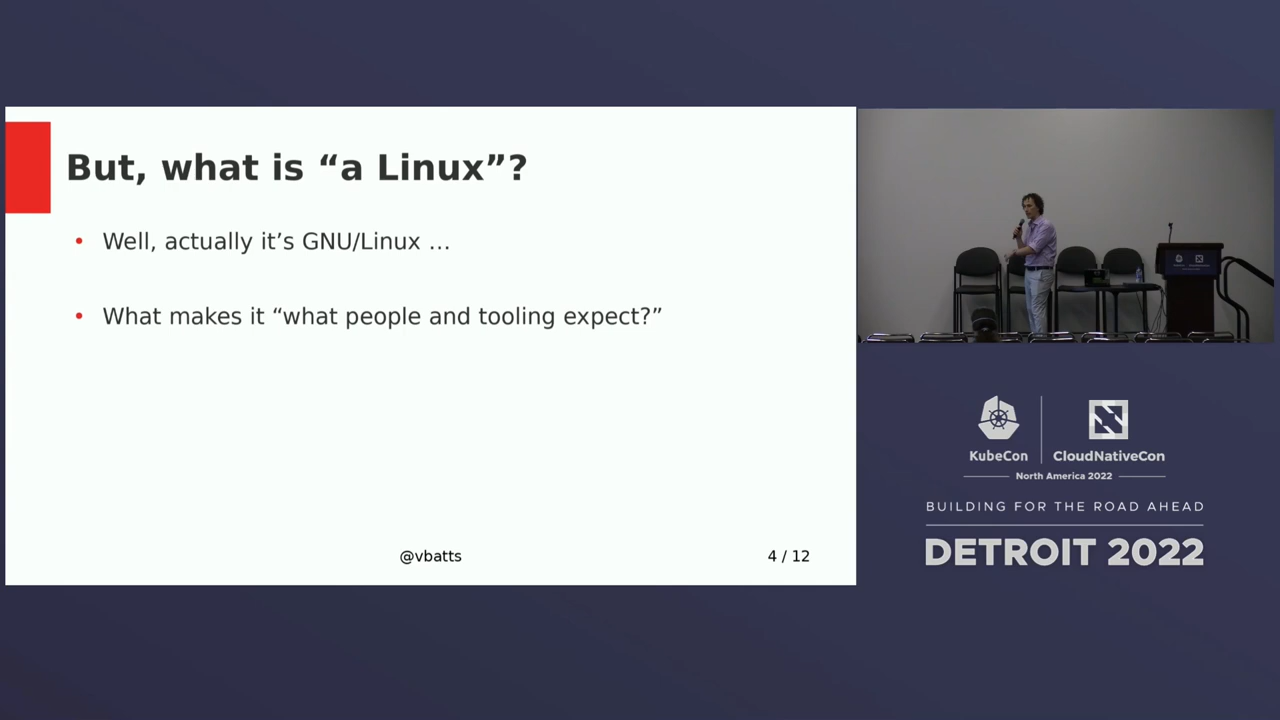 But, what is “a Linux”?
• Well, actually it’s GNU/Linux …
• What makes it “what people and tooling expect?”
@vbatts
4 / 12
KubeCon
CloudNativeCon
North America 2022
BUILDING FOR THE ROAD AHEAD
DETROIT 2022